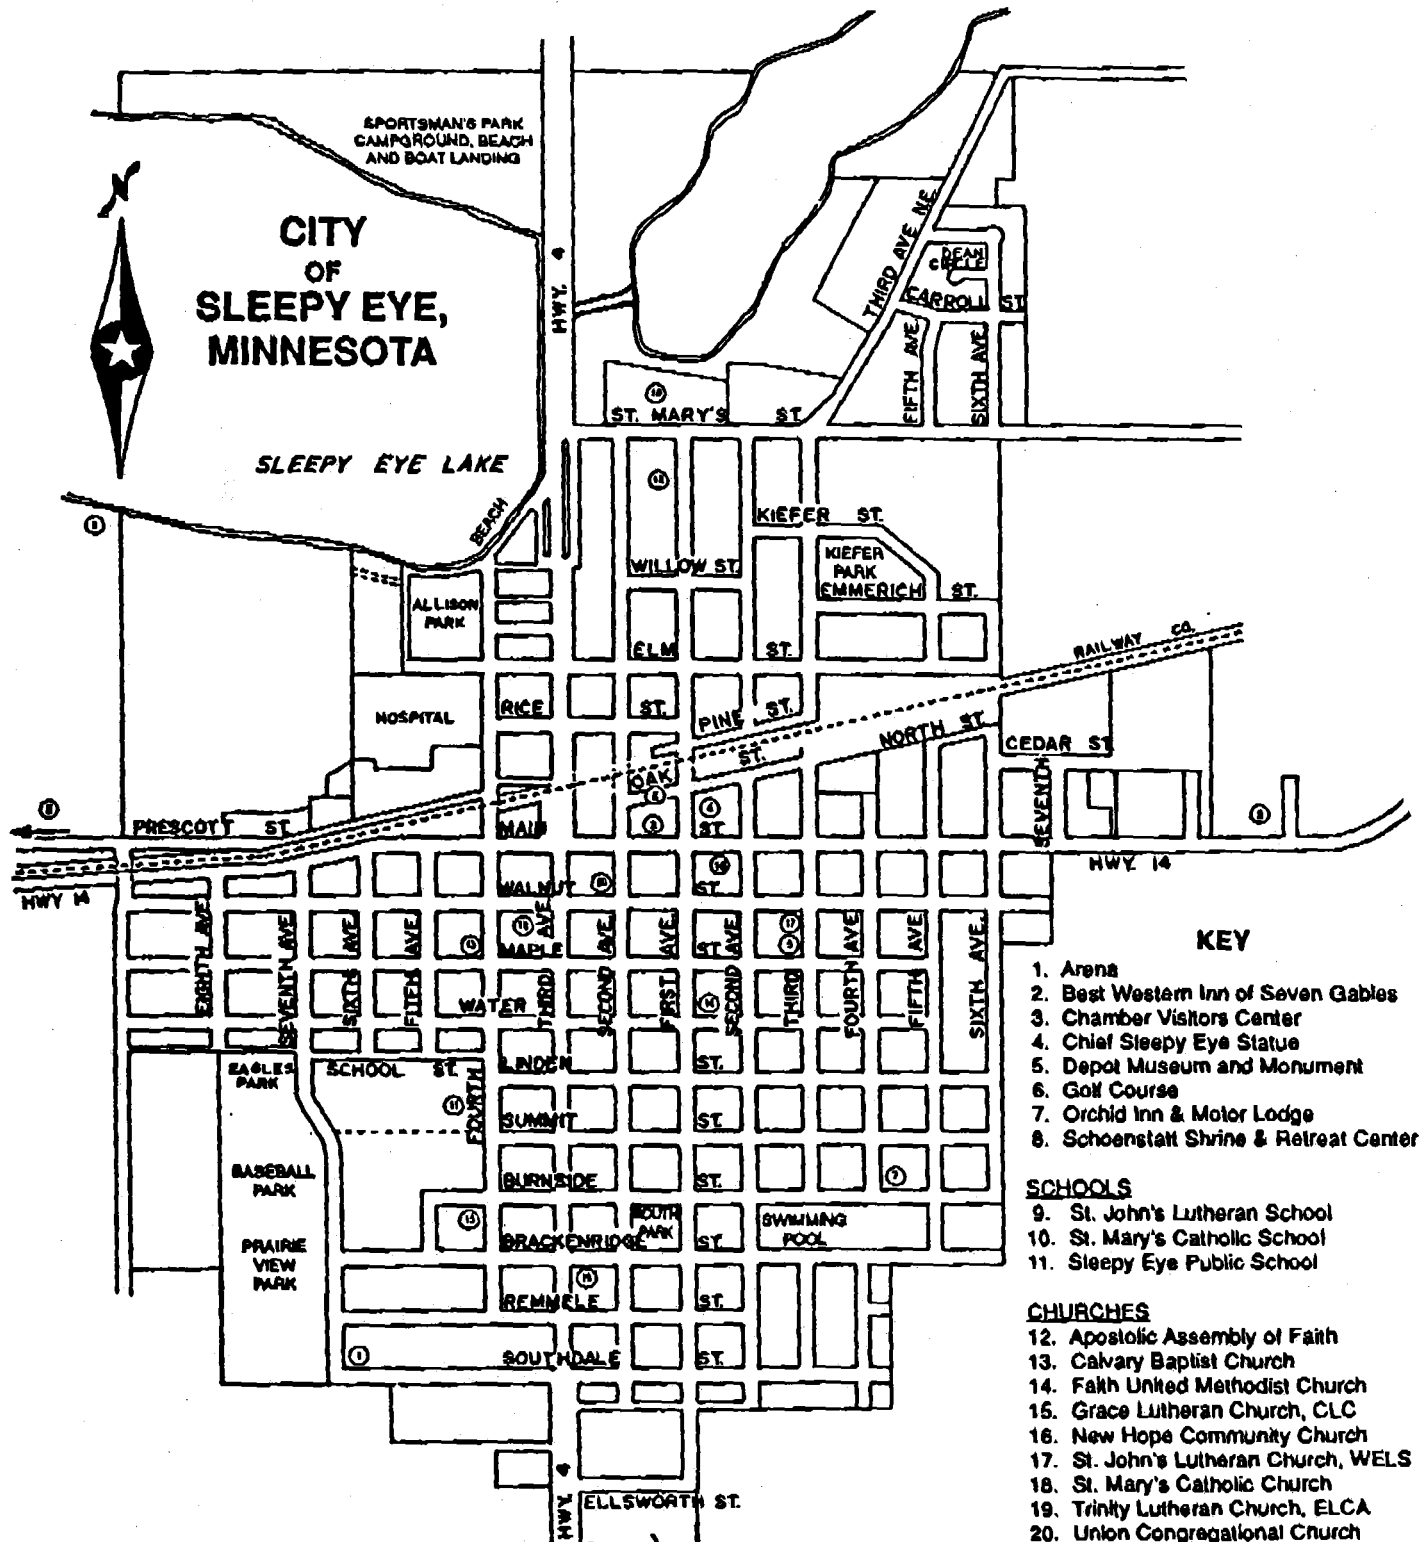 SPORTSMAN'S PARK
CAMPGROUND, BEACH
AND BOAT LANDING
N
CITY
OF
SLEEPY EYE,
MINNESOTA
HWY. 4
THIRD AVE N.E.
DEAN
CIRCLE
CARROLL ST
FIFTH AVE.
SIXTH AVE.
ST. MARY'S ST.
SLEEPY EYE LAKE
BEACH
KIEFER ST.
WILLOW ST.
KIEFER
PARK
EMMERICH ST.
ALLISON
PARK
ELM ST.
RAILWAY CO.
HOSPITAL
RICE ST.
PINE ST.
NORTH ST.
CEDAR ST
OAK ST.
SEVENTH
PRESCOTT ST.
MAIN ST.
HWY 14
HWY. 14
WALNUT ST.
EIGHTH AVE
SEVENTH AVE
SIXTH AVE
FITEH AVE
THIRD AVE
SECOND AVE.
FIRST AVE.
SECOND AVE
THIRD
FOURTH AVE
FIFTH AVE
SIXTH AVE.
MAPLE ST.
WATER
LINDEN ST.
EAGLES
PARK
SCHOOL ST.
FOURTH
11
SUMMIT ST.
BASEBALL
PARK
BURNSIDE ST.
7
15
SOUTH
PARK
SWIMMING
POOL
BRACKENRIDGE ST.
PRAIRIE
VIEW
PARK
REMMELE ST.
1
SOUTHDALE ST.
HWY. 4
ELLSWORTH ST.
KEY
1. Arena
2. Best Western Inn of Seven Gables
3. Chamber Visitors Center
4. Chief Sleepy Eye Statue
5. Depot Museum and Monument
6. Golf Course
7. Orchid Inn & Motor Lodge
8. Schoenstatt Shrine & Retreat Center
SCHOOLS
9. St. John's Lutheran School
10. St. Mary's Catholic School
11. Sleepy Eye Public School
CHURCHES
12. Apostolic Assembly of Faith
13. Calvary Baptist Church
14. Faith United Methodist Church
15. Grace Lutheran Church, CLC
16. New Hope Community Church
17. St. John's Lutheran Church, WELS
18. St. Mary's Catholic Church
19. Trinity Lutheran Church, ELCA
20. Union Congregational Church